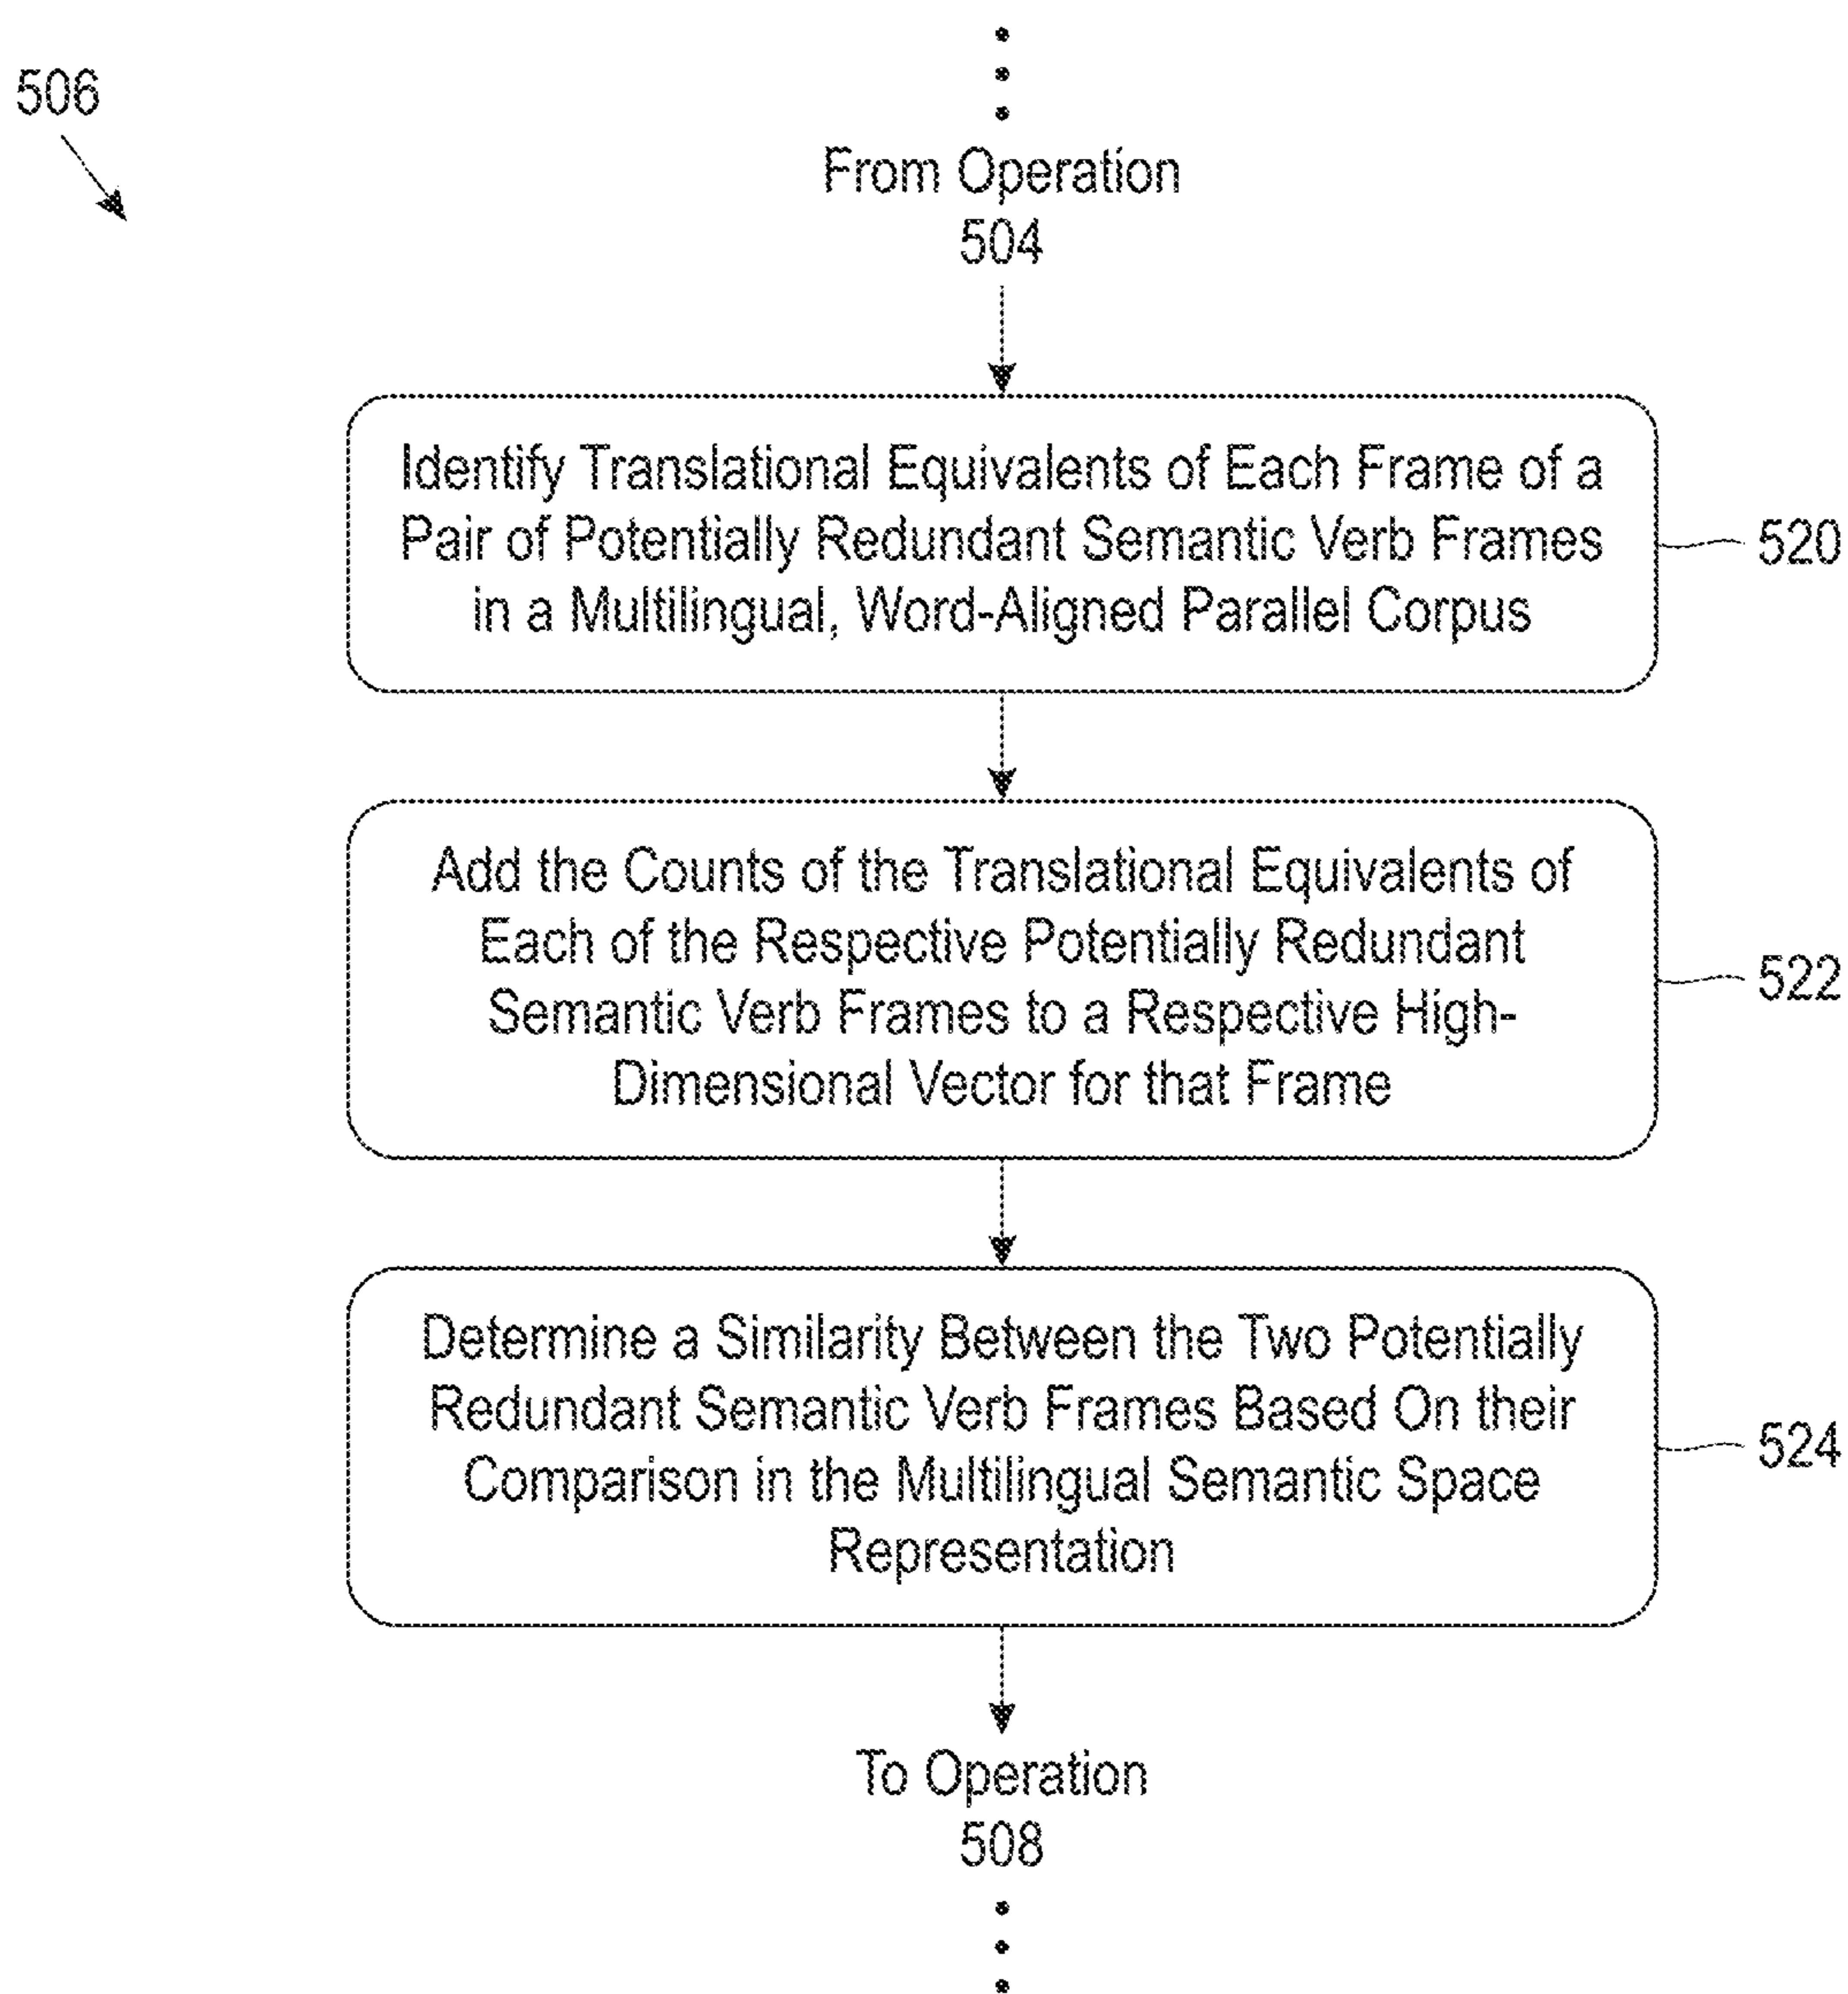 506
From Operation
504
Identify Translational Equivalents of Each Frame of a
Pair of Potentially Redundant Semantic Verb Frames
in a Multilingual, Word-Aligned Parallel Corpus
520
Add the Counts of the Translational Equivalents of
Each of the Respective Potentially Redundant
Semantic Verb Frames to a Respective High-
Dimensional Vector for that Frame
522
Determine a Similarity Between the Two Potentially
Redundant Semantic Verb Frames Based On their
Comparison in the Multilingual Semantic Space
Representation
524
To Operation
508